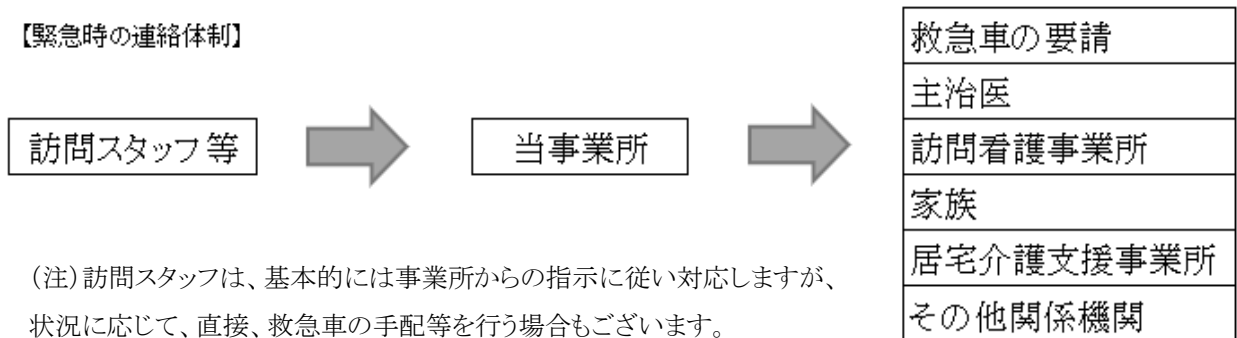 【緊急時の連絡体制】
訪問スタッフ等
当事業所
救急車の要請
主治医
訪問看護事業所
家族
居宅介護支援事業所
その他関係機関
（注）訪問スタッフは、基本的には事業所からの指示に従い対応しますが、
状況に応じて、直接、救急車の手配等を行う場合もございます。